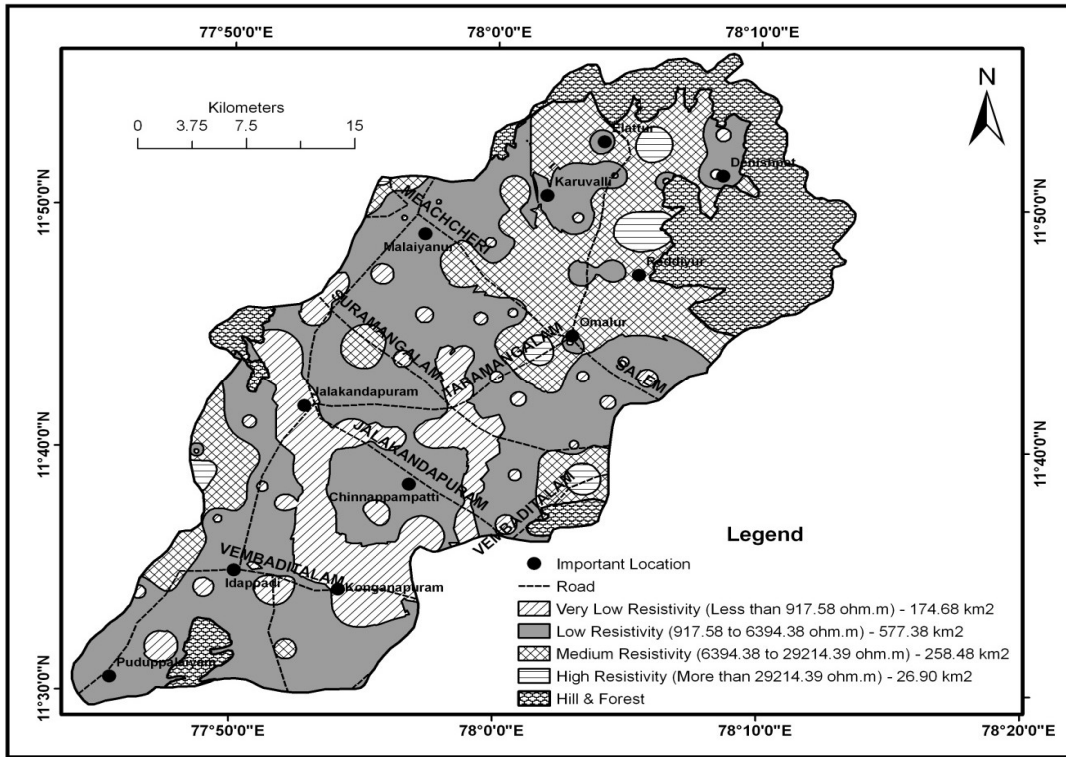 77°50'0"E
78°0'0"E
78°10'0"E
N
Kilometers
0 3.75 7.5 15
11°50'0"N
11°50'0"N
11°40'0"N
11°40'0"N
11°30'0"N
11°30'0"N
Elattur
Denishpet
Karuvalli
MEACHCHERI
Malaiyanur
Reddiyur
SURAMANGALAM
Omalur
TARAMANGALAM
SALEM
Jalakandapuram
JALAKANDAPURAM
Chinnappampatti
VEMBADITALAM
VEMBADITALAM
Idappadi
Konganapuram
Puduppalaiyam
Legend
Important Location
Road
Very Low Resistivity (Less than 917.58 ohm.m) - 174.68 km2
Low Resistivity (917.58 to 6394.38 ohm.m) - 577.38 km2
Medium Resistivity (6394.38 to 29214.39 ohm.m) - 258.48 km2
High Resistivity (More than 29214.39 ohm.m) - 26.90 km2
Hill & Forest
77°50'0"E
78°0'0"E
78°10'0"E
78°20'0"E